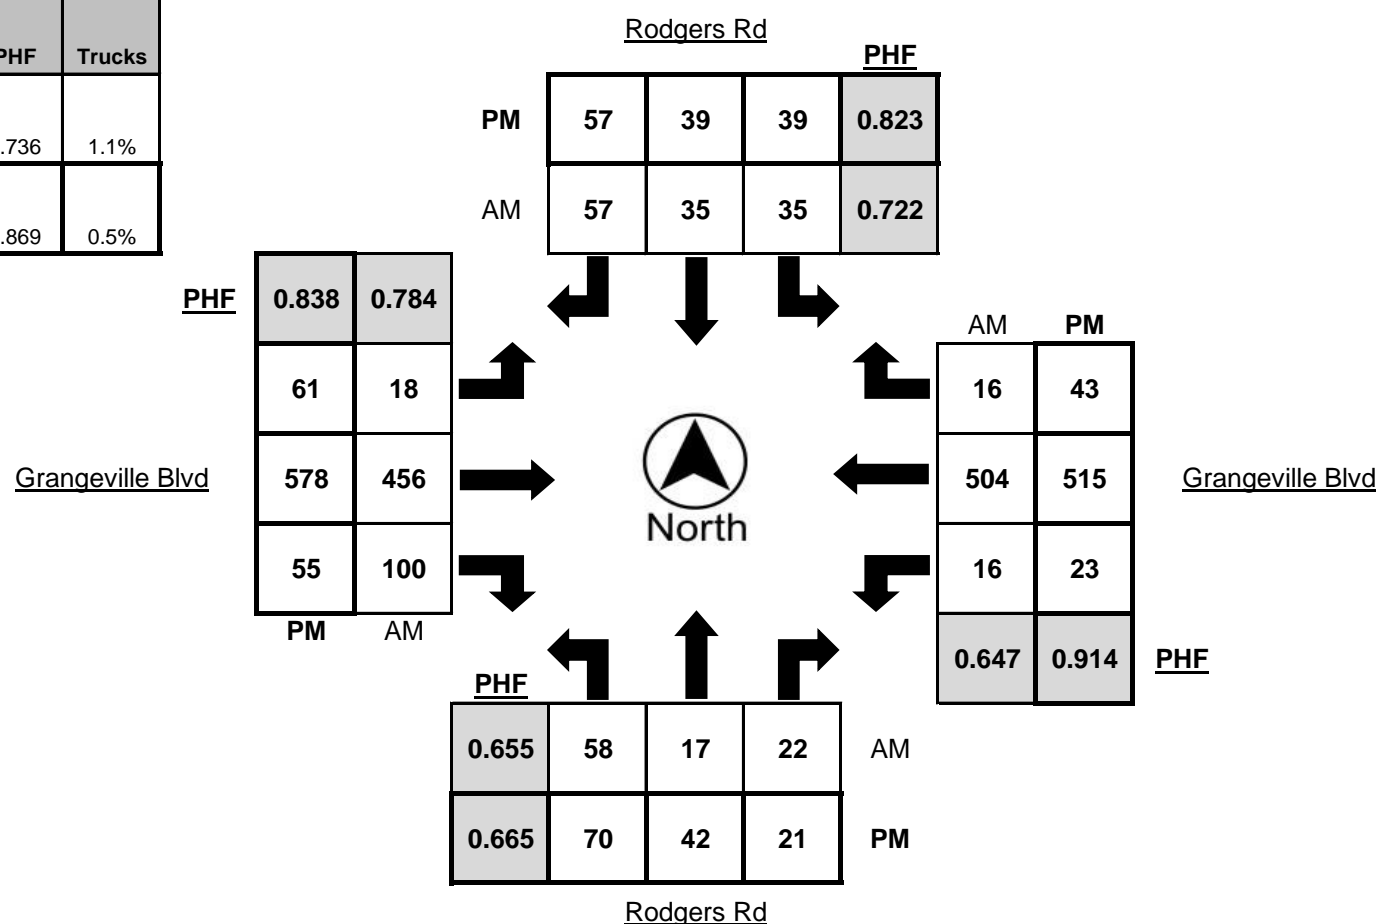 Rodgers Rd
PHF
PHF Trucks
PM 57 39 39 0.823
.736 1.1%
AM 57 35 35 0.722
.869 0.5%
PHF 0.838 0.784
AM PM
61 18 16 43
Grangeville Blvd 578 456 504 515 Grangeville Blvd
North
55 100 16 23
PM AM
0.647 0.914 PHF
PHF
0.655 58 17 22 AM
0.665 70 42 21 PM
Rodgers Rd